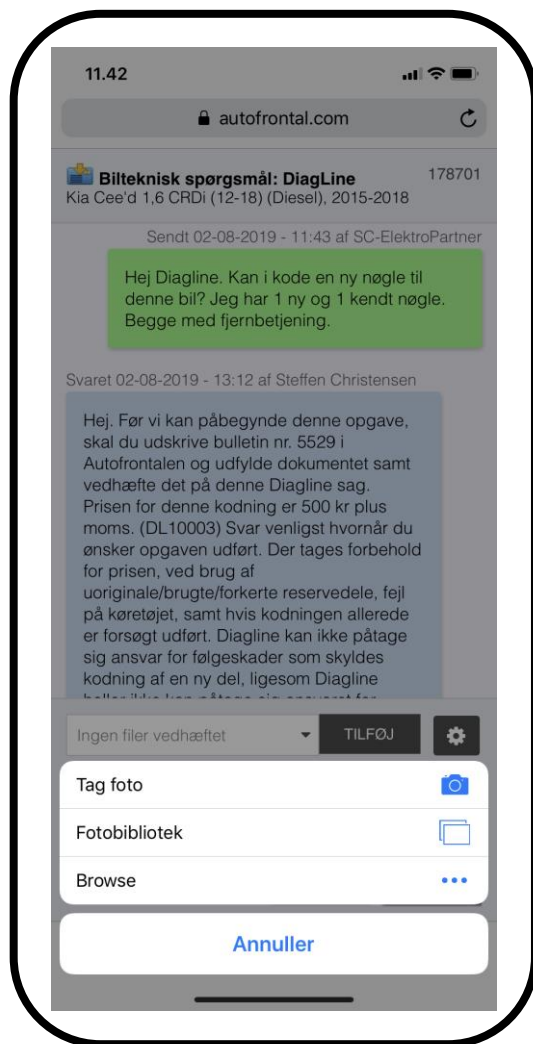 11.42
autofrontal.com
Bilteknisk spørgsmål: DiagLine 178701
Kia Cee'd 1,6 CRDi (12-18) (Diesel), 2015-2018
Sendt 02-08-2019 - 11:43 af SC-ElektroPartner
Hej Diagline. Kan i kode en ny nøgle til
denne bil? Jeg har 1 ny og 1 kendt nøgle.
Begge med fjernbetjening.
Svaret 02-08-2019 - 13:12 af Steffen Christensen
Hej. Før vi kan påbegynde denne opgave,
skal du udskrive bulletin nr. 5529 i
Autofrontalen og udfylde dokumentet samt
vedhæfte det på denne Diagline sag.
Prisen for denne kodning er 500 kr plus
moms. (DL10003) Svar venligst hvornår du
ønsker opgaven udført. Der tages forbehold
for prisen, ved brug af
uoriginale/brugte/forkerte reservedele, fejl
på køretøjet, samt hvis kodningen allerede
er forsøgt udført. Diagline kan ikke påtage
sig ansvar for følgeskader som skyldes
kodning af en ny del, ligesom Diagline
Ingen filer vedhæftet TILFØJ
Tag foto
Fotobibliotek
Browse
Annuller